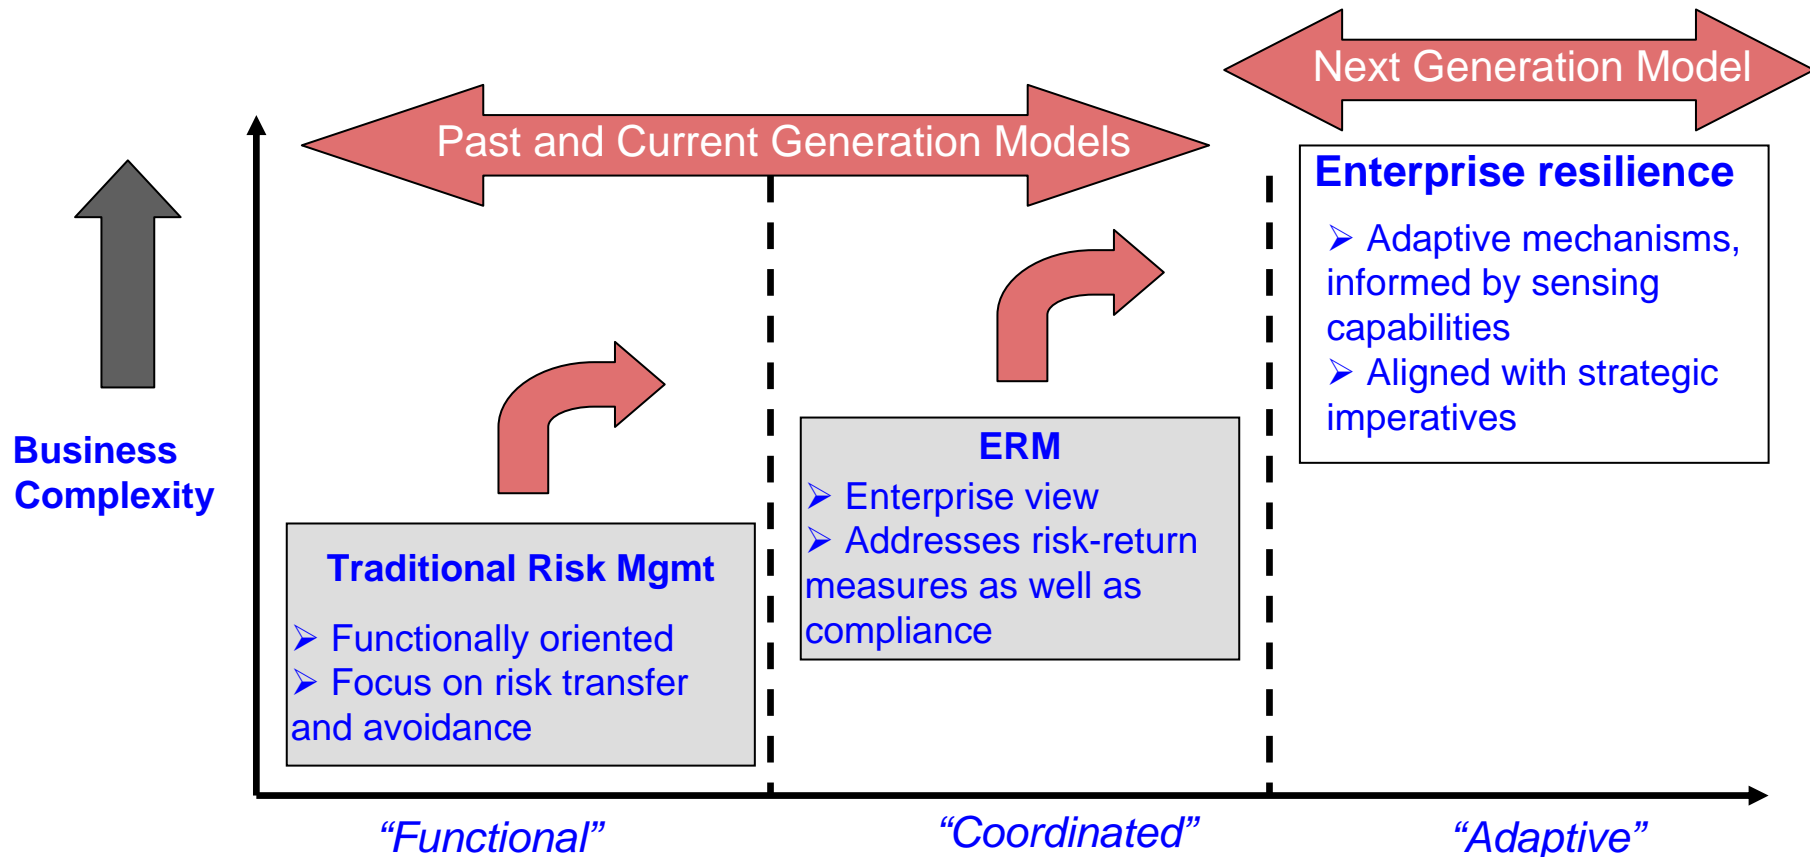 Next Generation Model
Past and Current Generation Models
Enterprise resilience
➢ Adaptive mechanisms,
informed by sensing
capabilities
➢ Aligned with strategic
imperatives
Business
Complexity
ERM
➢ Enterprise view
➢ Addresses risk-return
measures as well as
compliance
Traditional Risk Mgmt
➢ Functionally oriented
➢ Focus on risk transfer
and avoidance
“Functional”
“Coordinated”
“Adaptive”